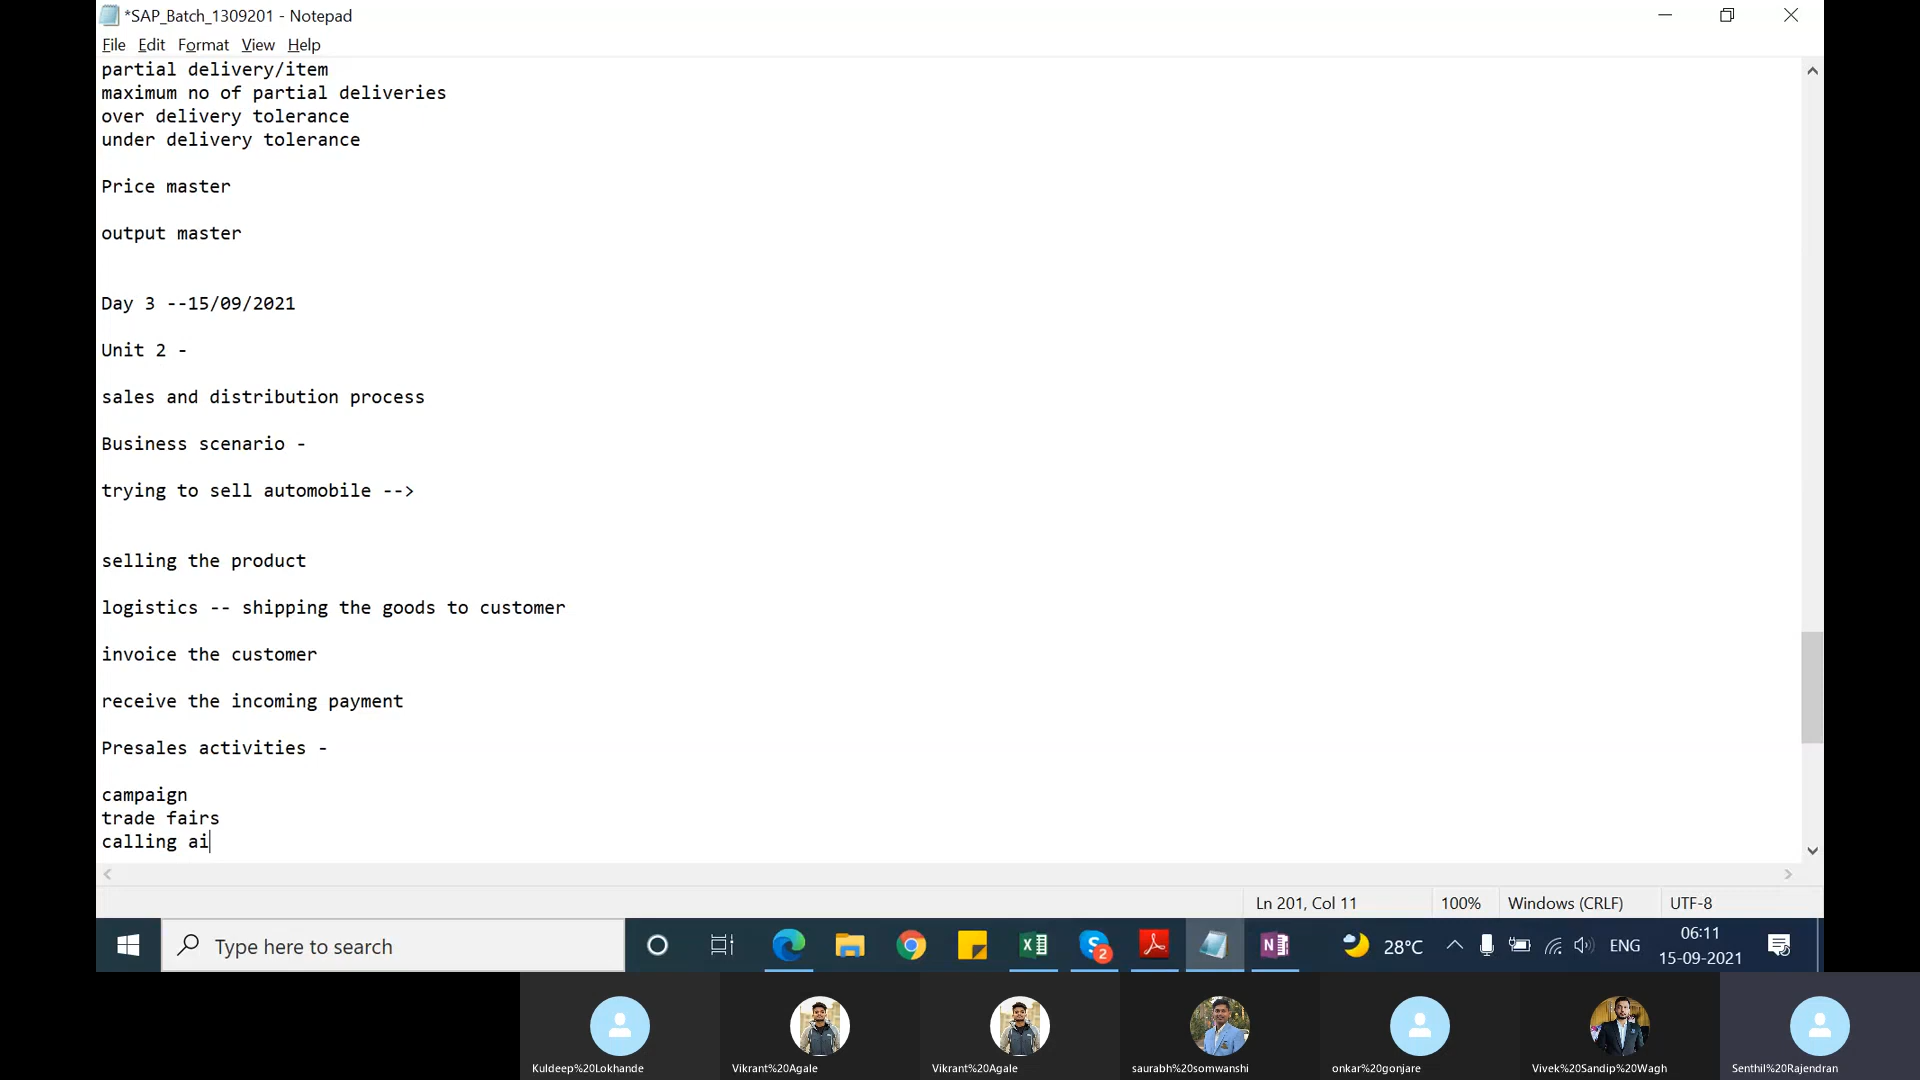 *SAP_Batch_1309201 - Notepad
File Edit Format View Help
partial delivery/item
maximum no of partial deliveries
over delivery tolerance
under delivery tolerance
Price master
output master
Day 3 --15/09/2021
Unit 2 -
sales and distribution process
Business scenario -
trying to sell automobile -->
selling the product
logistics -- shipping the goods to customer
invoice the customer
receive the incoming payment
Presales activities -
campaign
trade fairs
calling ai
Ln 201, Col 11 100% Windows (CRLF) UTF-8
Type here to search
2
28°C
ENG
06:11
15-09-2021
Kuldeep%20Lokhande
Vikrant%20Agale
Vikrant%20Agale
saurabh%20somwanshi
onkar%20gonjare
Vivek%20Sandip%20Wagh
Senthil%20Rajendran